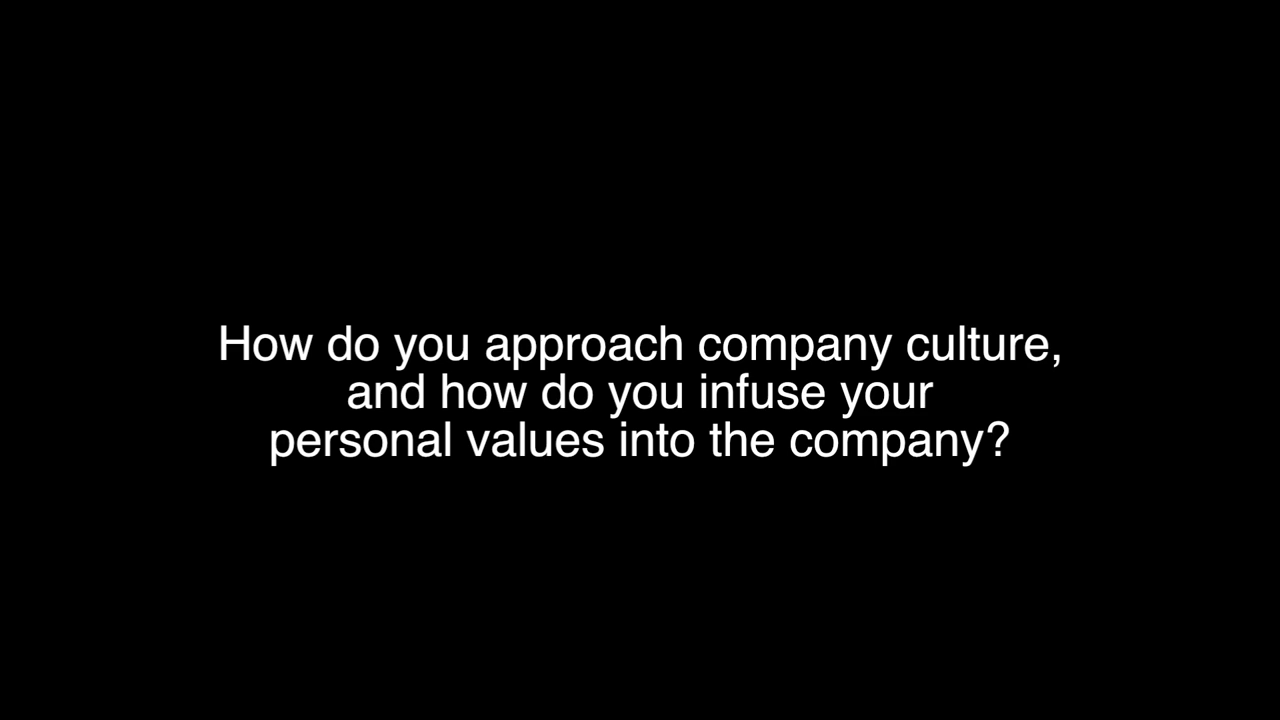 How do you approach company culture,
and how do you infuse your
personal values into the company?